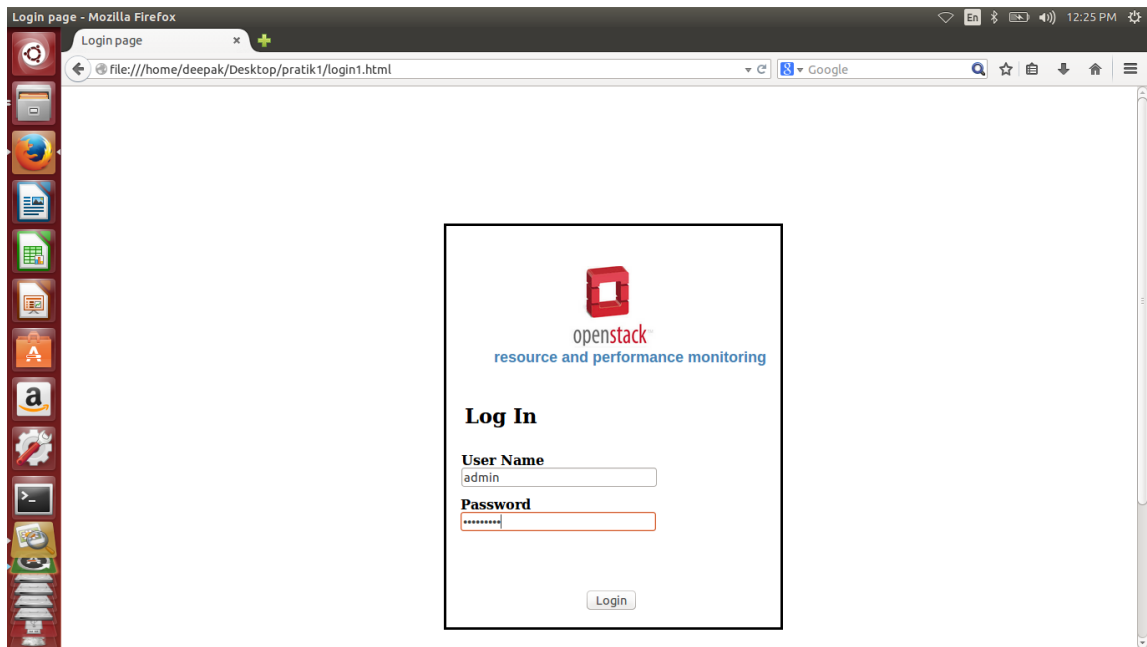 Login page - Mozilla Firefox
En 12:25 PM
Login page
file:///home/deepak/Desktop/pratik1/login1.html
8 Google
openstack
resource and performance monitoring
Log In
User Name
admin
Password
Login